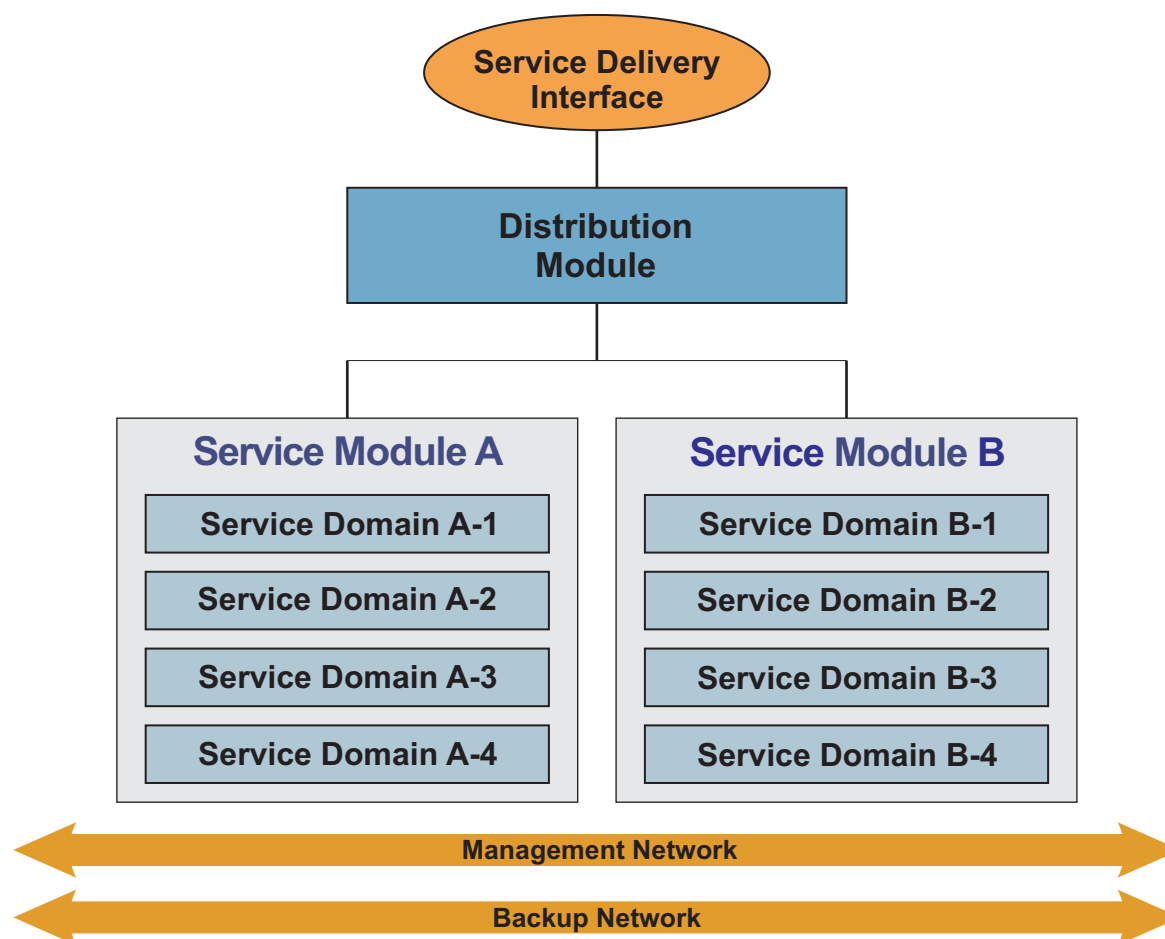 Service Delivery
Interface
Distribution
Module
Service Module A
Service Domain A-1
Service Domain A-2
Service Domain A-3
Service Domain A-4
Service Module B
Service Domain B-1
Service Domain B-2
Service Domain B-3
Service Domain B-4
Management Network
Backup Network